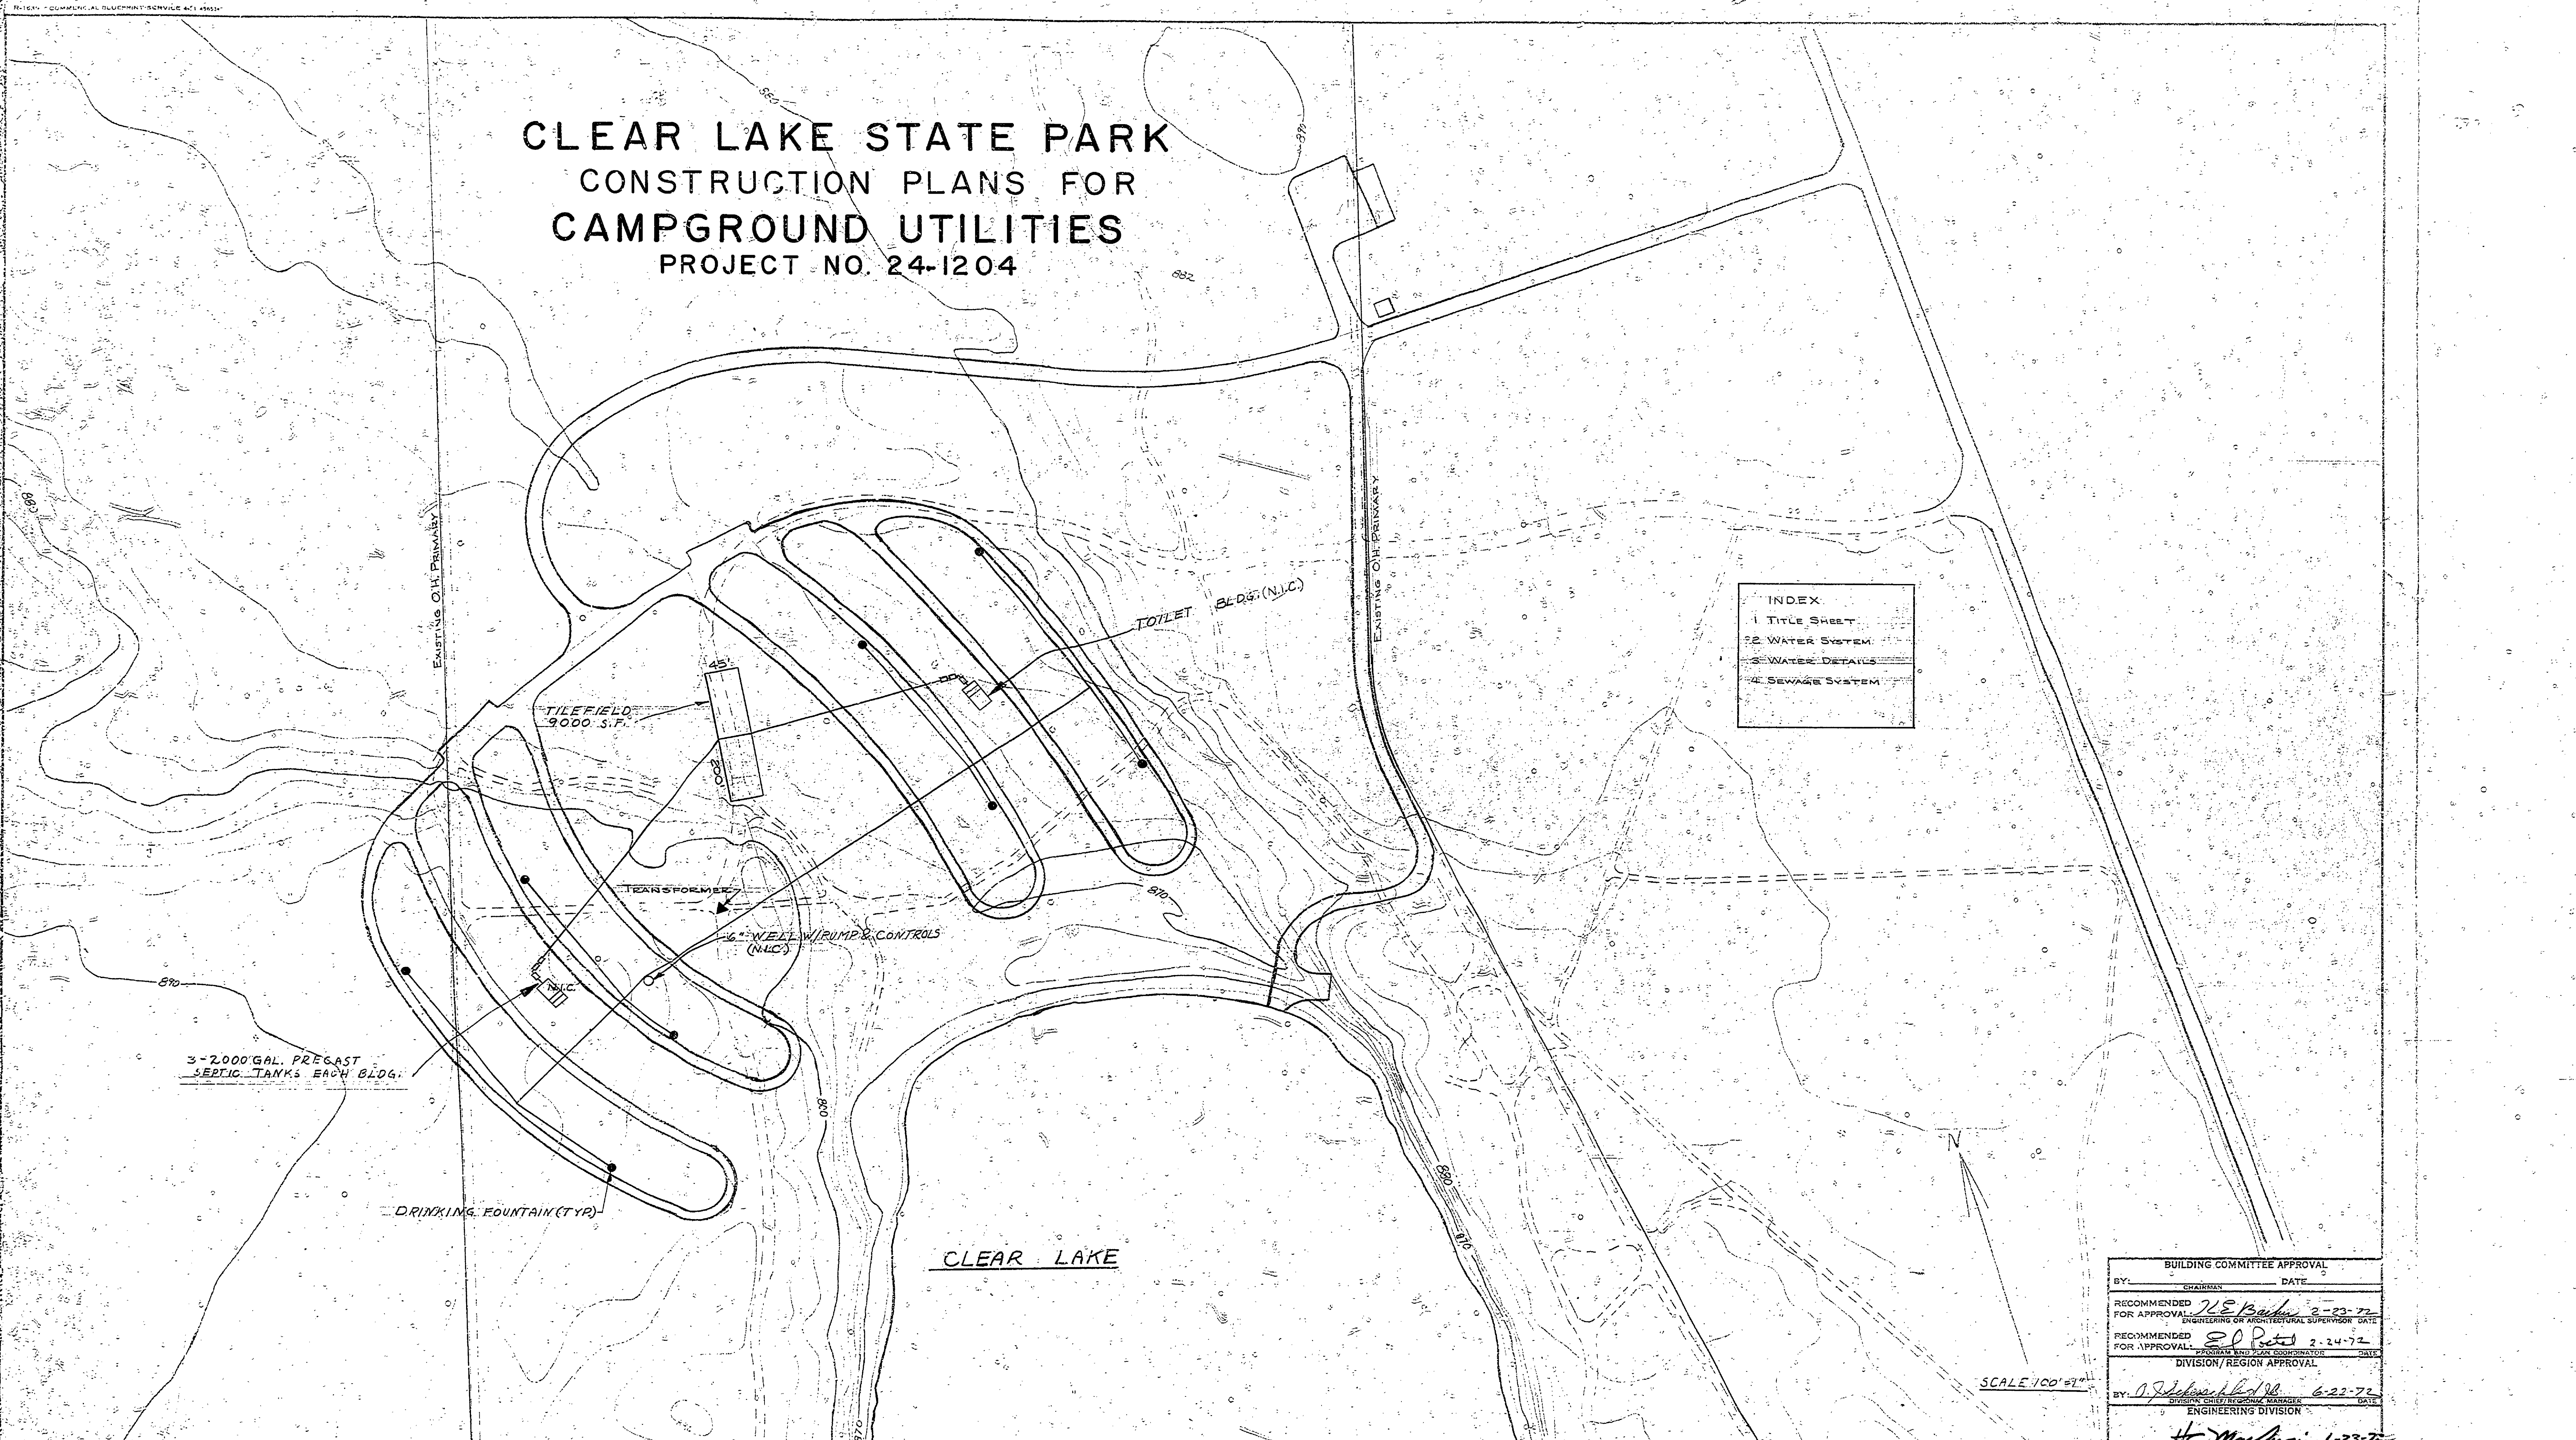 CLEAR LAKE STATE PARK
CONSTRUCTION PLANS FOR
CAMPGROUND UTILITIES
PROJECT NO. 24-1204
882
880
EXISTING O.H. PRIMARY
EXISTING O.H. PRIMARY
TOILET BLDG. (N.I.C.)
INDEX
1 TITLE SHEET
2 WATER SYSTEM
3 WATER DETAILS
4 SEWAGE SYSTEM
45'
TILEFIELD
9000 S.F.
200'
TRANSFORMER
870
6" WELL W/PUMP & CONTROLS
(N.I.C.)
890
N.I.C.
3-2000 GAL. PRECAST
SEPTIC TANKS EACH BLDG.
DRINKING FOUNTAIN (TYP)
880
870
CLEAR LAKE
N
SCALE 100'=1"
BUILDING COMMITTEE APPROVAL
BY: DATE
CHAIRMAN
RECOMMENDED
FOR APPROVAL: 2-23-72
ENGINEERING OR ARCHITECTURAL SUPERVISOR DATE
RECOMMENDED
FOR APPROVAL: 2-24-72
PROGRAM AND PLAN COORDINATOR DATE
DIVISION/REGION APPROVAL
BY: 6-22-72
DIVISION CHIEF/REGIONAL MANAGER DATE
ENGINEERING DIVISION